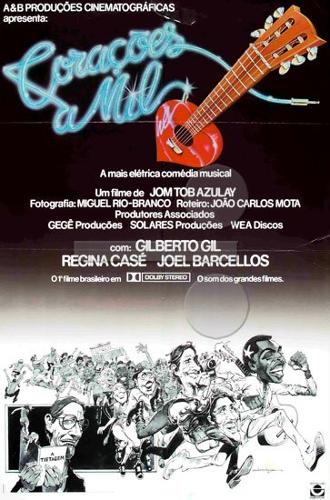 A&B PRODUÇÕES CINEMATOGRÁFICAS
apresenta:
Corações
a Mil
A mais elétrica comédia musical
Um filme de JOM TOB AZULAY
Fotografia: MIGUEL RIO-BRANCO Roteiro: JOÃO CARLOS MOTA
Produtores Associados
GEGÊ Produções SOLARES Produções WEA Discos
com: GILBERTO GIL
REGINA CASÉ JOEL BARCELLOS
O 1º filme brasileiro em DOLBY STEREO O som dos grandes filmes.
A
TIETAGEM